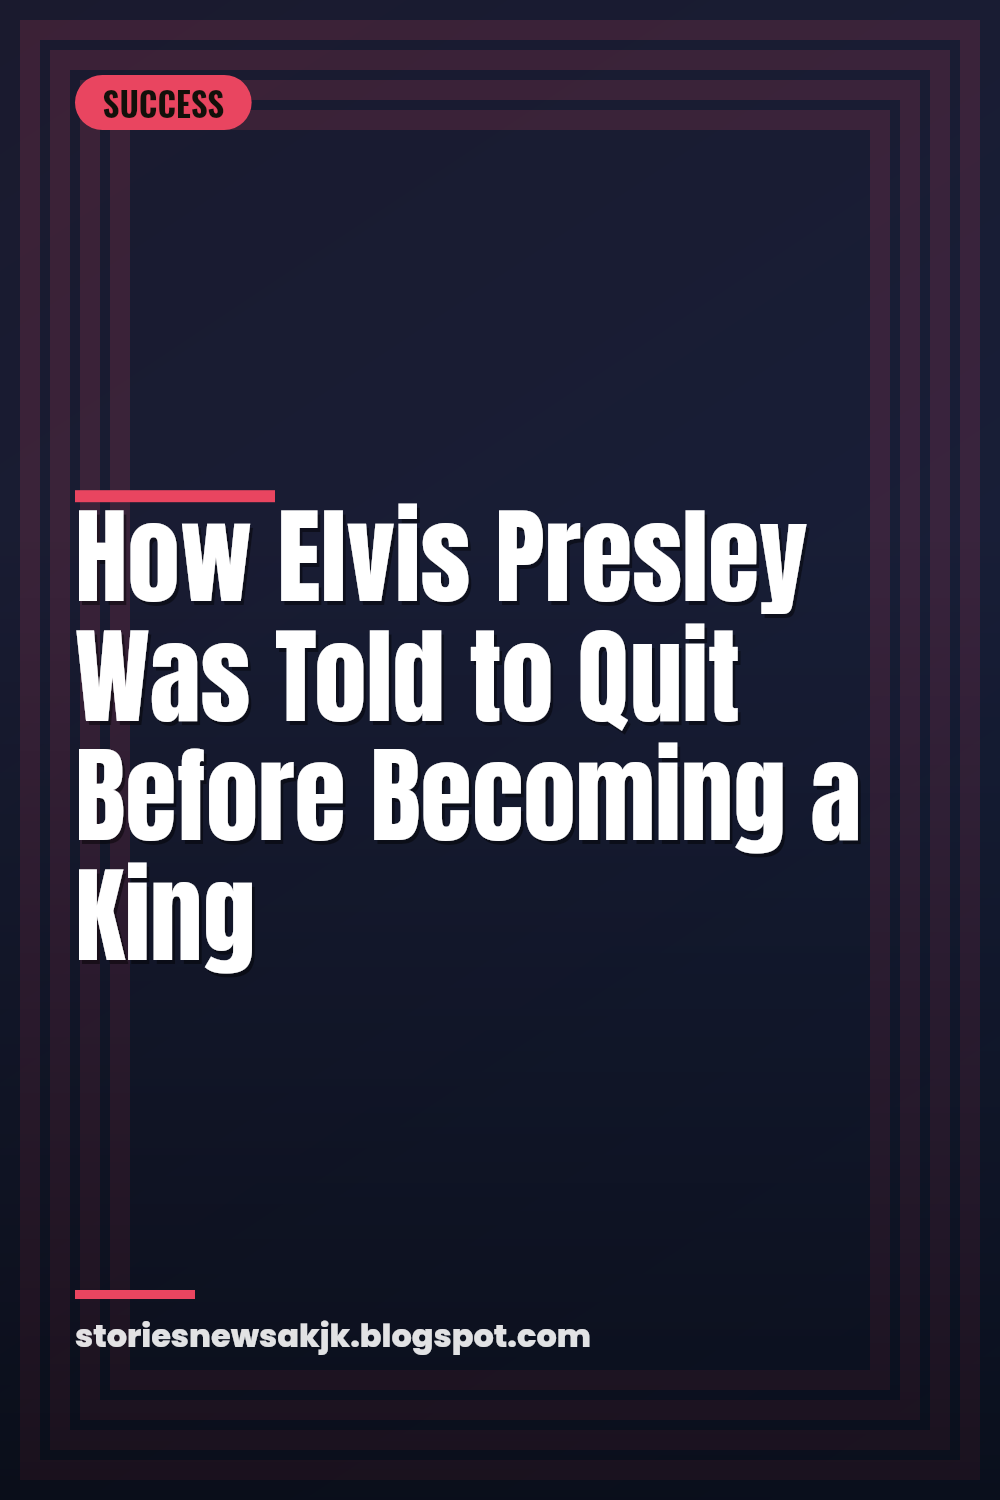 SUCCESS
How Elvis Presley
Was Told to Quit
Before Becoming a
King
storiesnewsakjk.blogspot.com